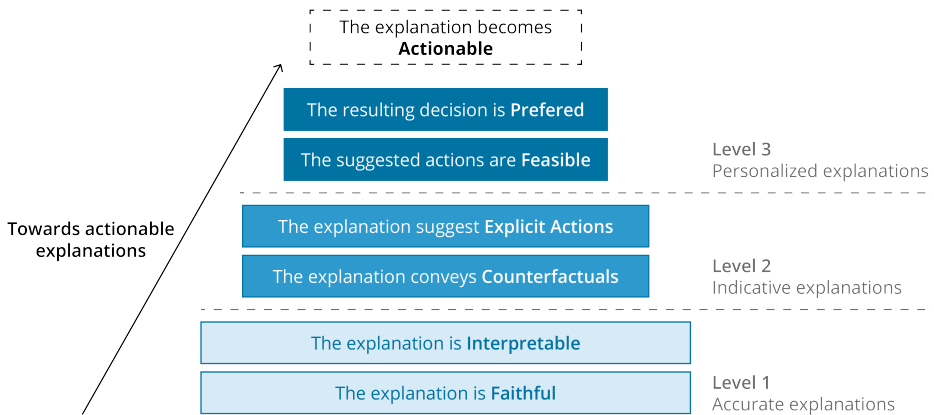 The explanation becomes
Actionable
The resulting decision is Prefered
The suggested actions are Feasible
Level 3
Personalized explanations
Towards actionable
explanations
The explanation suggest Explicit Actions
The explanation conveys Counterfactuals
Level 2
Indicative explanations
The explanation is Interpretable
The explanation is Faithful
Level 1
Accurate explanations